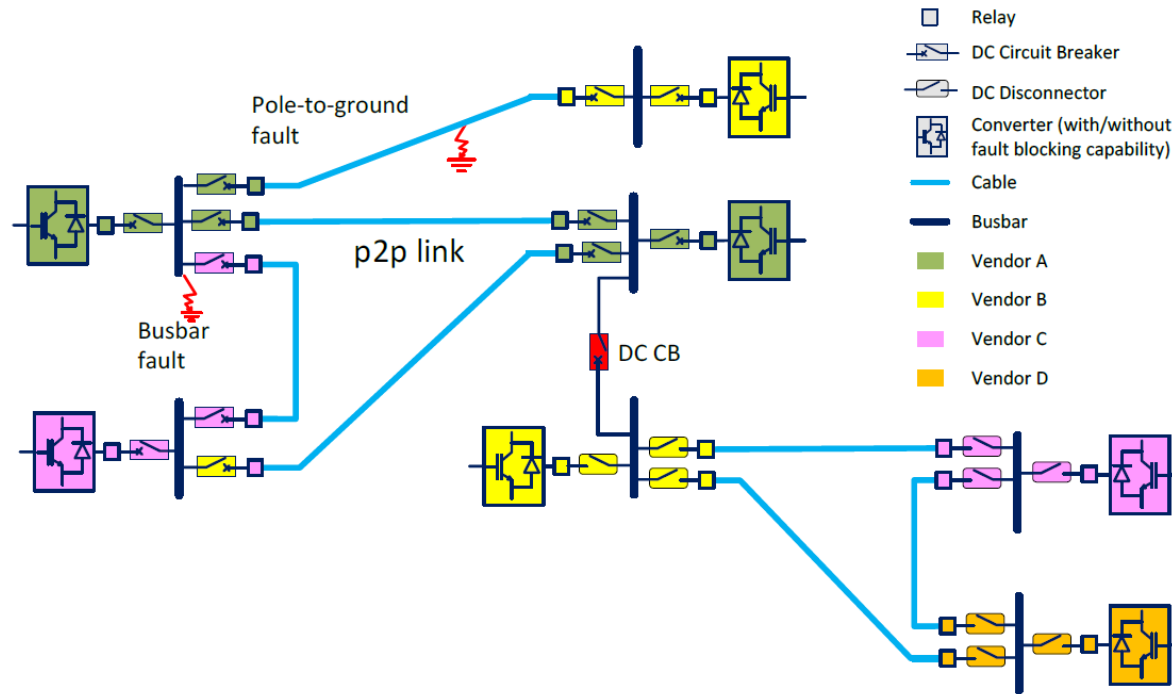 Relay
DC Circuit Breaker
DC Disconnector
Converter (with/without
fault blocking capability)
Cable
Busbar
Vendor A
Vendor B
Vendor C
Vendor D
Pole-to-ground
fault
p2p link
Busbar
fault
DC CB